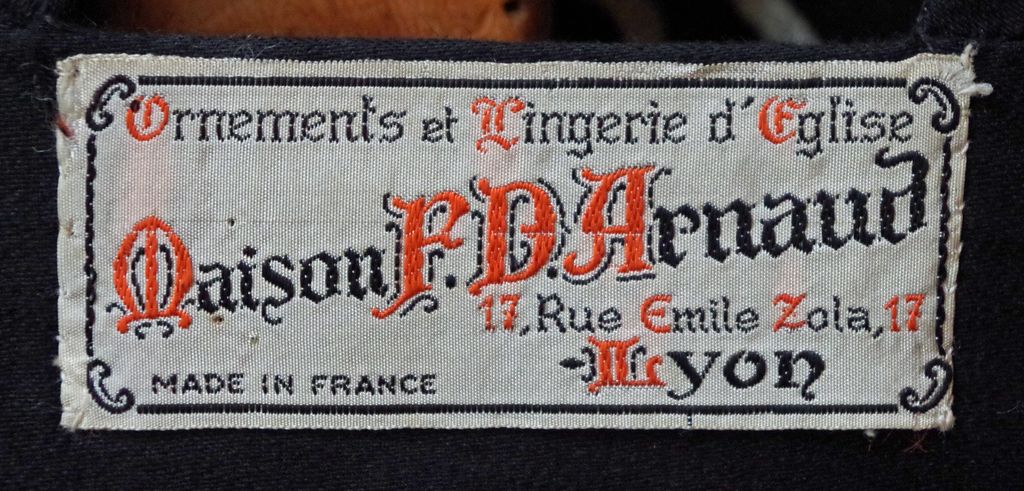 Ornements et Lingerie d'Eglise
Maison F. D. Arnaud
17, Rue Emile Zola, 17
Lyon
MADE IN FRANCE